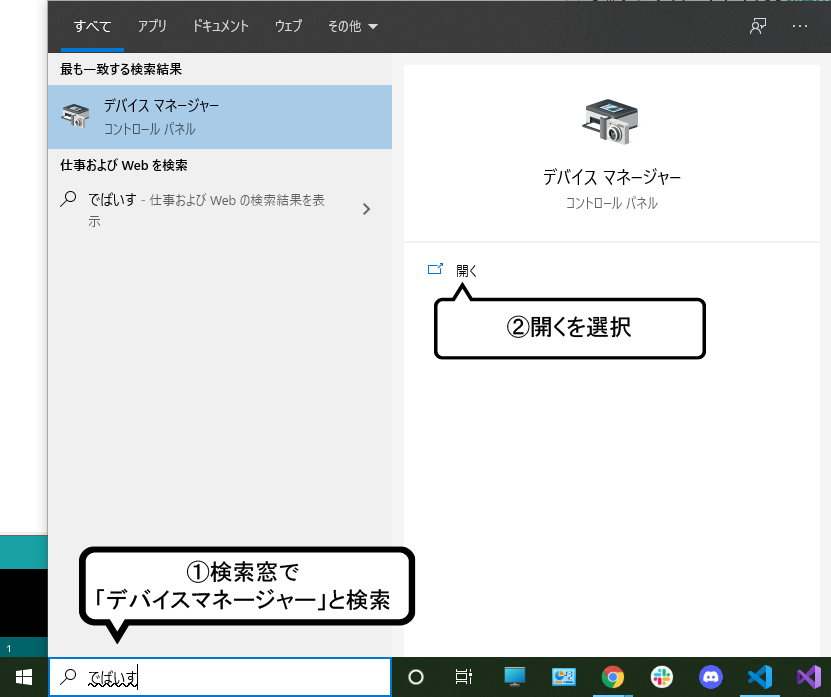 すべて アプリ ドキュメント ウェブ その他
最も一致する検索結果
デバイス マネージャー
コントロール パネル
仕事および Web を検索
でばいす - 仕事および Web の検索結果を表
示
デバイス マネージャー
コントロール パネル
開く
②開くを選択
①検索窓で
「デバイスマネージャー」と検索
1
でばいす